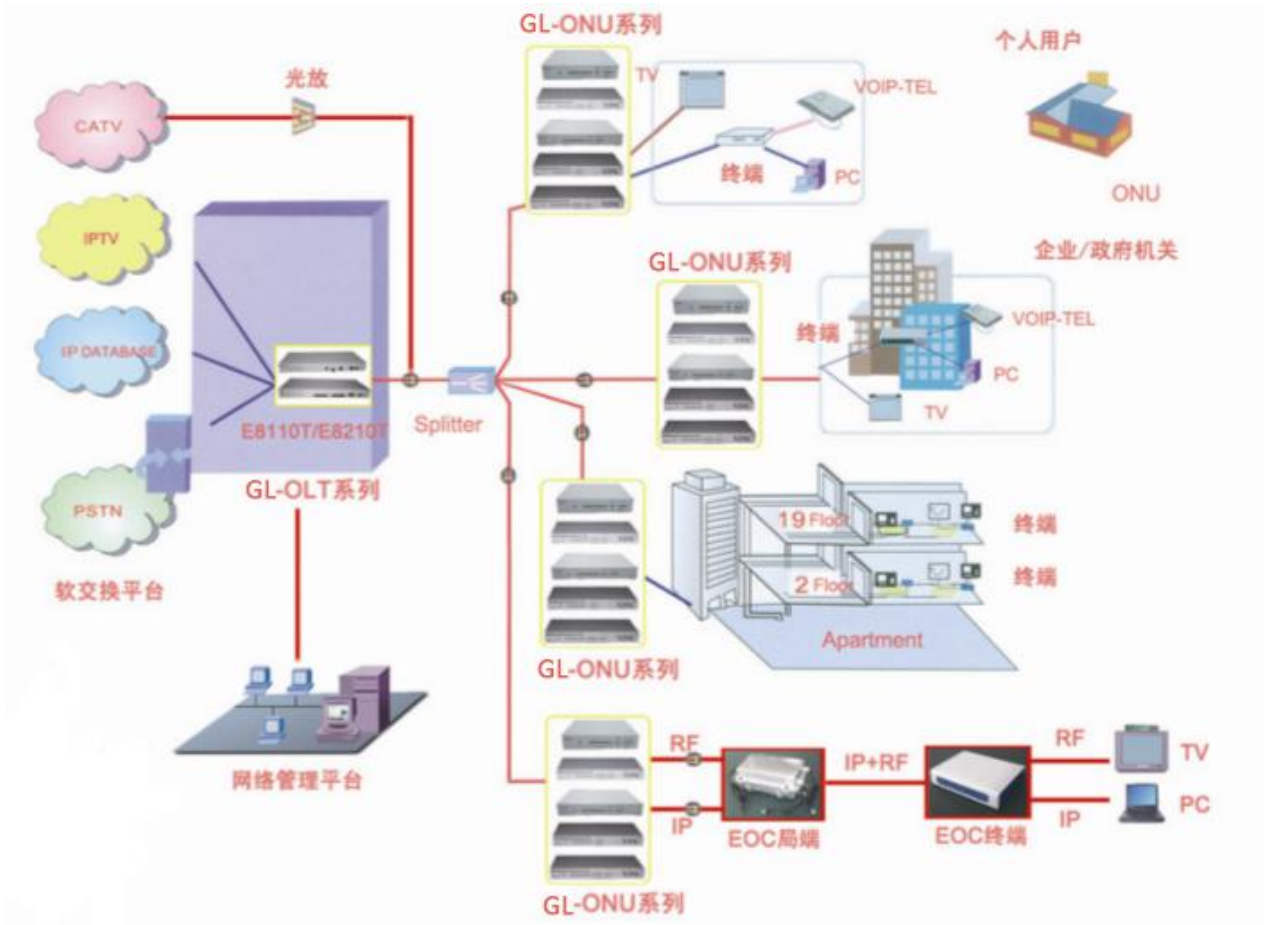 GL-ONU系列
个人用户
光放
TV
VOIP-TEL
CATV
终端
PC
ONU
IPTV
企业/政府机关
GL-ONU系列
终端
VOIP-TEL
IP DATABASE
PC
TV
E8110T/E8210T
Splitter
GL-OLT系列
PSTN
19 Floor
终端
2 Floor
终端
软交换平台
Apartment
GL-ONU系列
网络管理平台
RF
IP+RF
RF
TV
IP
IP
PC
EOC局端
EOC终端
GL-ONU系列